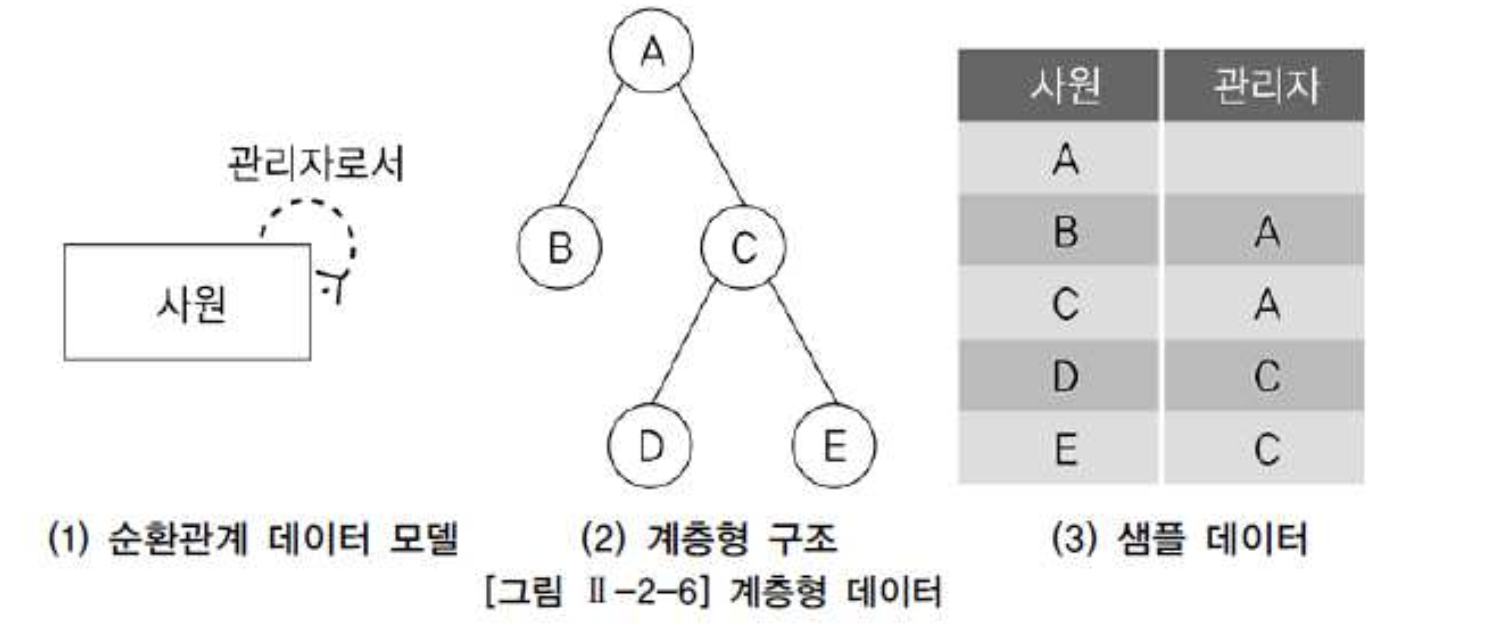 관리자로서
사원
(1) 순환관계 데이터 모델
A
B C
D E
(2) 계층형 구조
사원 관리자
A
B A
C A
D C
E C
(3) 샘플 데이터
[그림 Ⅱ-2-6] 계층형 데이터